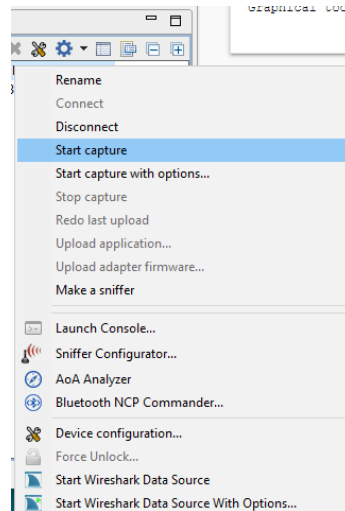 Graphical
Rename
Connect
Disconnect
Start capture
Start capture with options...
Stop capture
Redo last upload
Upload application...
Upload adapter firmware...
Make a sniffer
Launch Console...
Sniffer Configurator...
AoA Analyzer
Bluetooth NCP Commander...
Device configuration...
Force Unlock...
Start Wireshark Data Source
Start Wireshark Data Source With Options...